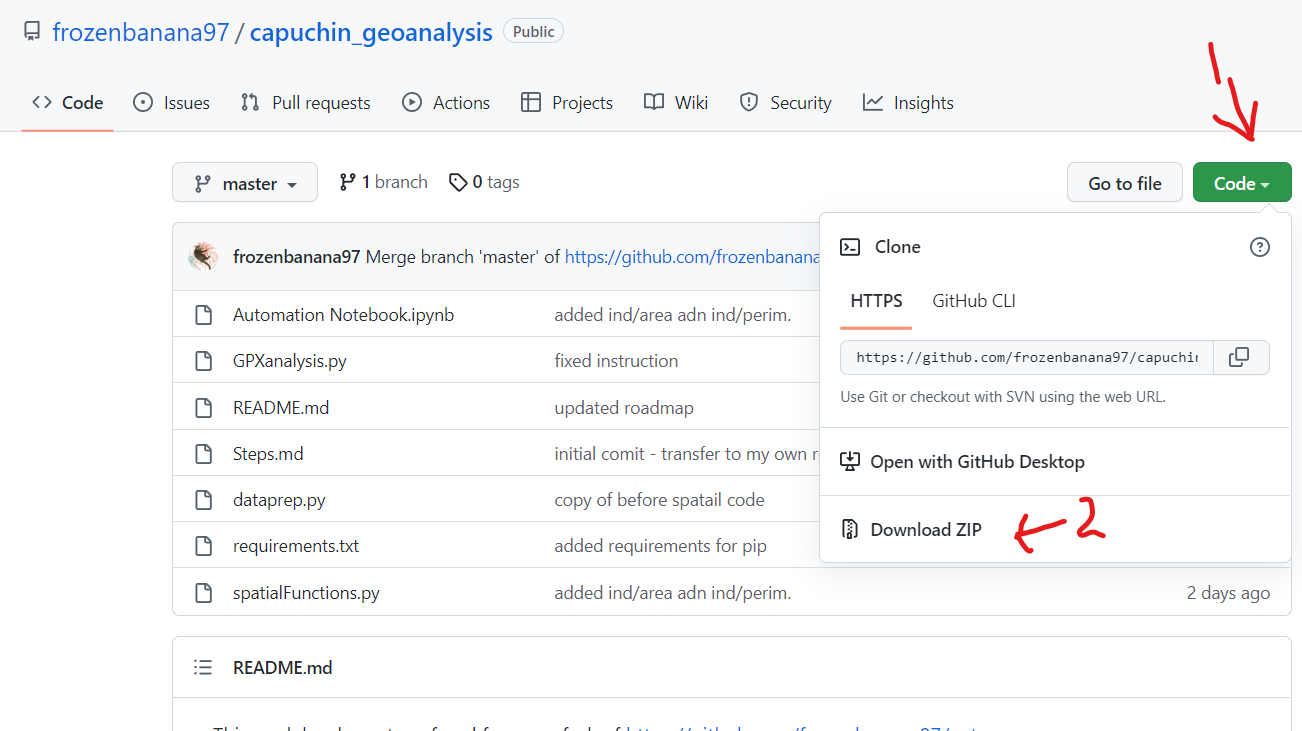 frozenbanana97 / capuchin_geoanalysis Public
Code Issues Pull requests Actions Projects Wiki Security Insights
1
master 1 branch 0 tags Go to file Code
frozenbanana97 Merge branch 'master' of https://github.com/frozenbanana
Clone
HTTPS GitHub CLI
https://github.com/frozenbanana97/capuchin
Use Git or checkout with SVN using the web URL.
Open with GitHub Desktop
Download ZIP 2
Automation Notebook.ipynb added ind/area adn ind/perim.
GPXanalysis.py fixed instruction
README.md updated roadmap
Steps.md initial comit - transfer to my own r
dataprep.py copy of before spatail code
requirements.txt added requirements for pip
spatialFunctions.py added ind/area adn ind/perim. 2 days ago
README.md